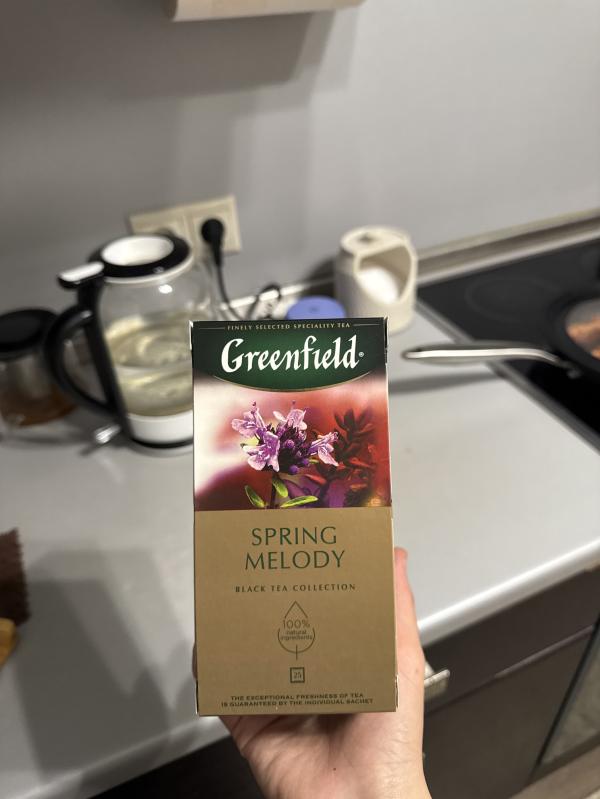 FINELY SELECTED SPECIALITY TEA
Greenfield®
SPRING
MELODY
BLACK TEA COLLECTION
100%
natural
ingredients
25
THE EXCEPTIONAL FRESHNESS OF TEA
IS GUARANTEED BY THE INDIVIDUAL SACHET